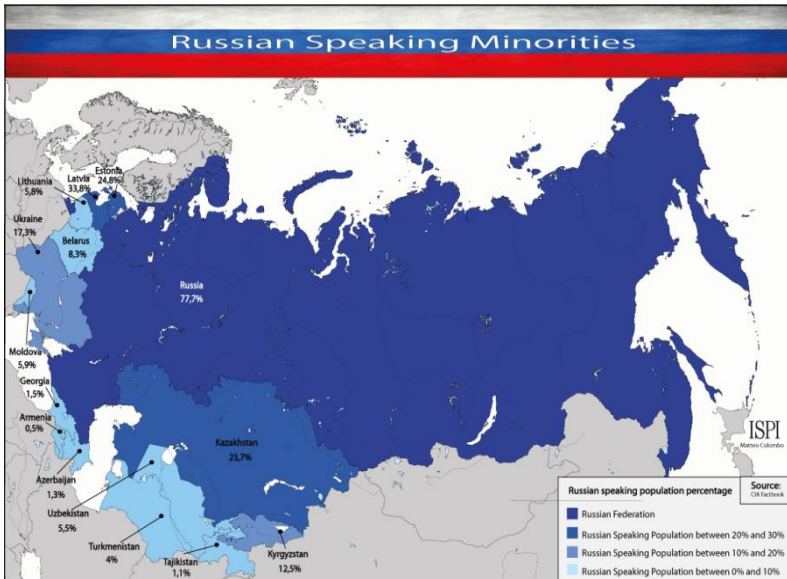 Russian Speaking Minorities
Estonia
24,8%
Latvia
33,8%
Lithuania
5,8%
Ukraine
17,3%
Belarus
8,3%
Russia
77,7%
Moldova
5,9%
Georgia
1,5%
Armenia
0,5%
Azerbaijan
1,3%
Kazakhstan
23,7%
Uzbekistan
5,5%
Turkmenistan
4%
Tajikistan
1,1%
Kyrgyzstan
12,5%
ISPI
Matteo Colombo
Russian speaking population percentage
Source:
CIA Factbook
Russian Federation
Russian Speaking Population between 20% and 30%
Russian Speaking Population between 10% and 20%
Russian Speaking Population between 0% and 10%